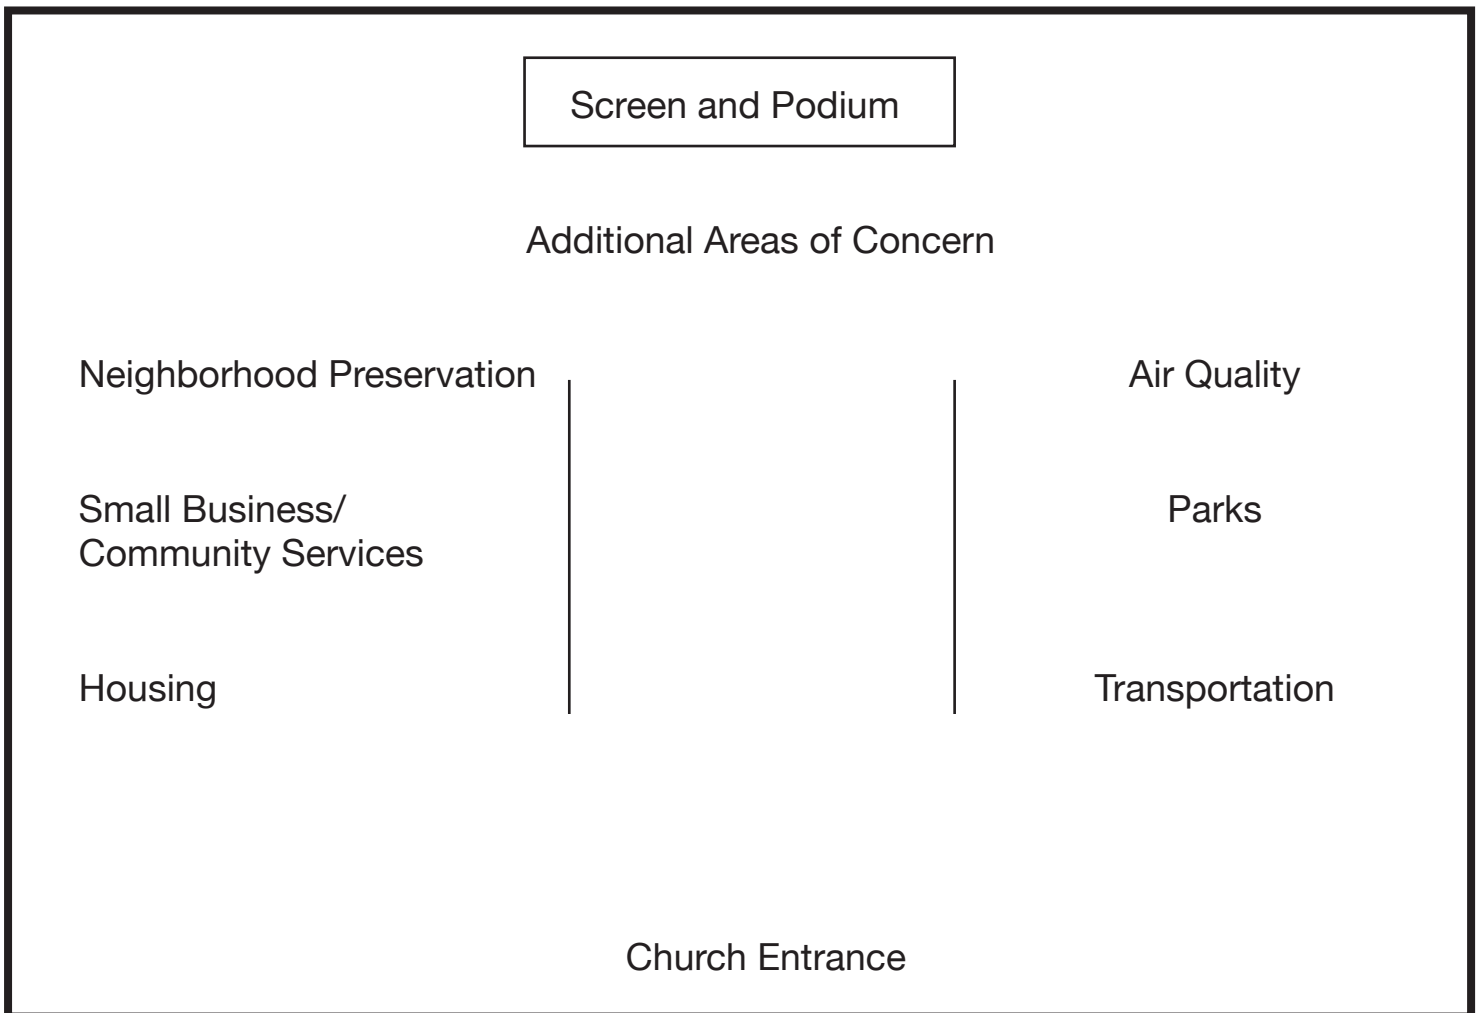 Screen and Podium
Additional Areas of Concern
Neighborhood Preservation
Air Quality
Small Business/
Community Services
Parks
Housing
Transportation
Church Entrance